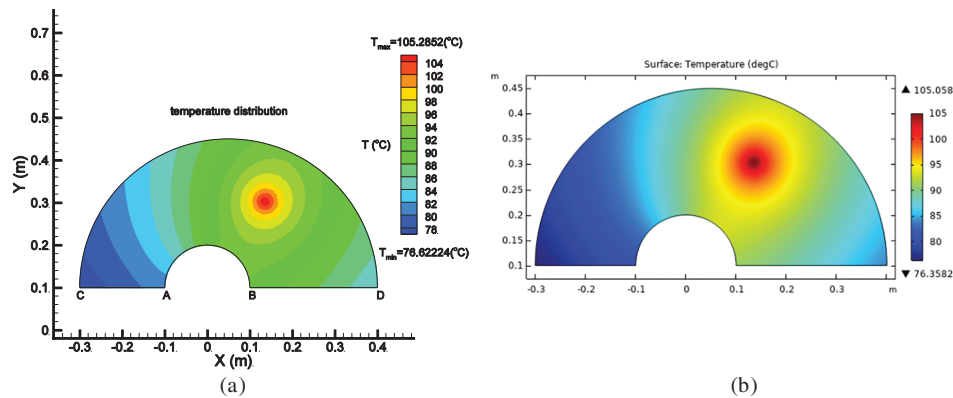 0.7
0.6
0.5
0.4
0.3
0.2
0.1
0
Y (m)
-0.3 -0.2 -0.1 0. 0.1 0.2 0.3 0.4
X (m)
temperature distribution
C A B D
Tmax=105.2852(°C)
T (°C)
104
102
100
98
96
94
92
90
88
86
84
82
80
78
Tmin=76.62224(°C)
(a)
Surface: Temperature (degC)
m
0.45
0.4
0.35
0.3
0.25
0.2
0.15
0.1
-0.3 -0.2 -0.1 0 0.1 0.2 0.3 m
▲ 105.058
105
100
95
90
85
80
▼ 76.3582
(b)